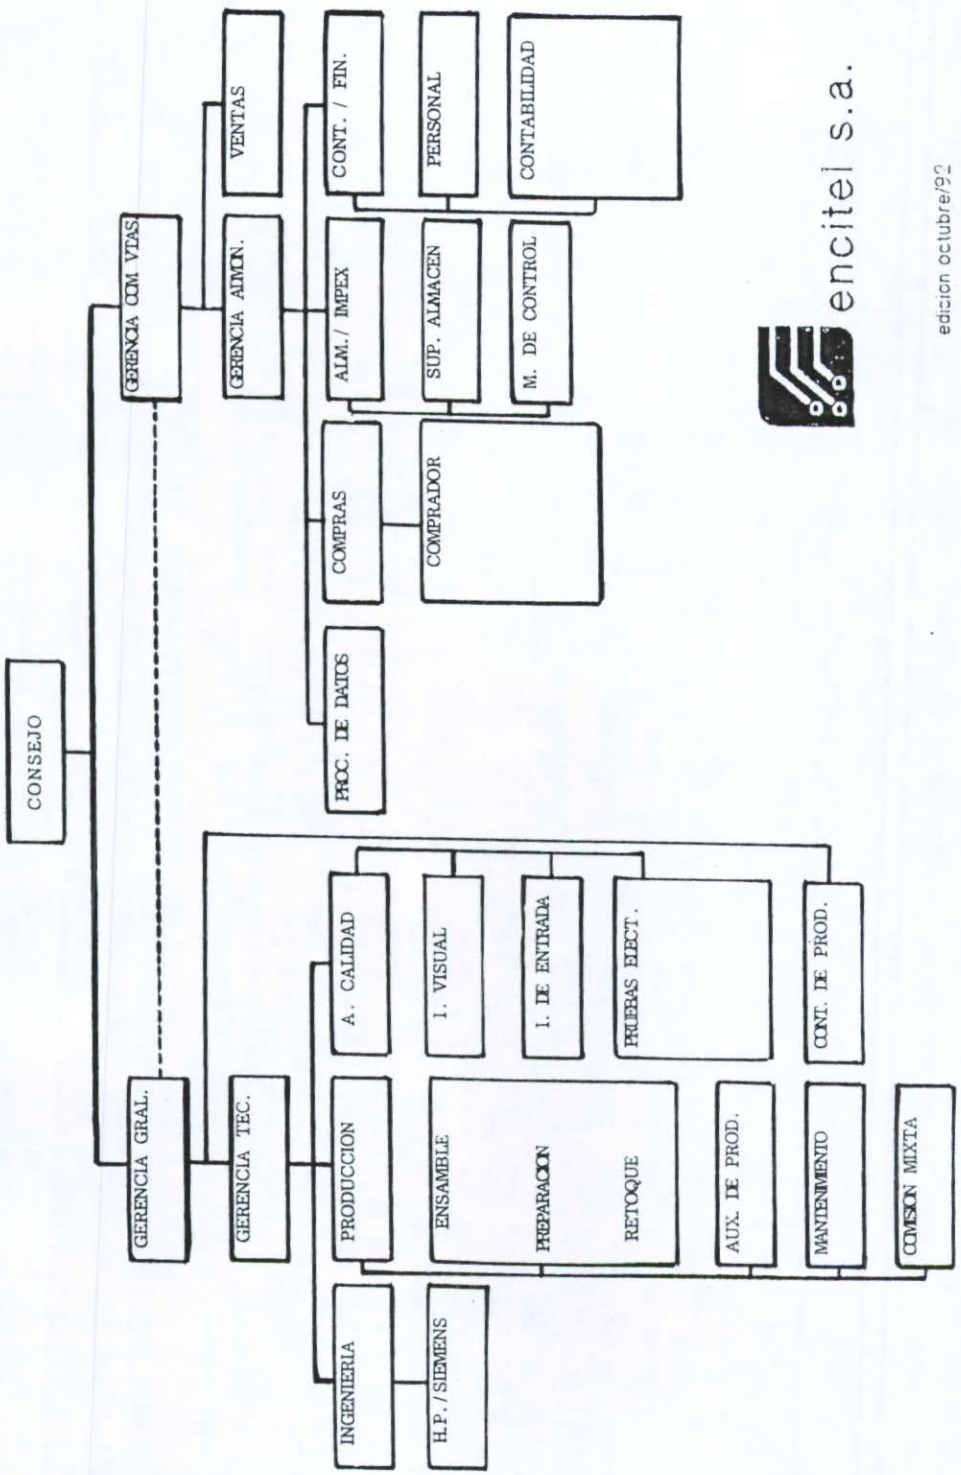 CONSEJO
GERENCIA GRAL.
GERENCIA COM VTAS.
GERENCIA TEC.
GERENCIA ADMON.
VENTAS
INGENIERIA
PRODUCCION
A. CALIDAD
PROC. DE DATOS
COMPRAS
ALM./ IMPEX
CONT. / FIN.
H.P./SIEMENS
ENSAMBLE
PREPARACION
RETOQUE
I. VISUAL
COMPRADOR
SUP. ALMACEN
PERSONAL
I. DE ENTRADA
M. DE CONTROL
CONTABILIDAD
PRUEBAS ELECT.
AUX. DE PROD.
MANTENIMENTO
CONT. DE PROD.
COMISION MIXTA
encitel s.a.
edicion octubre/92